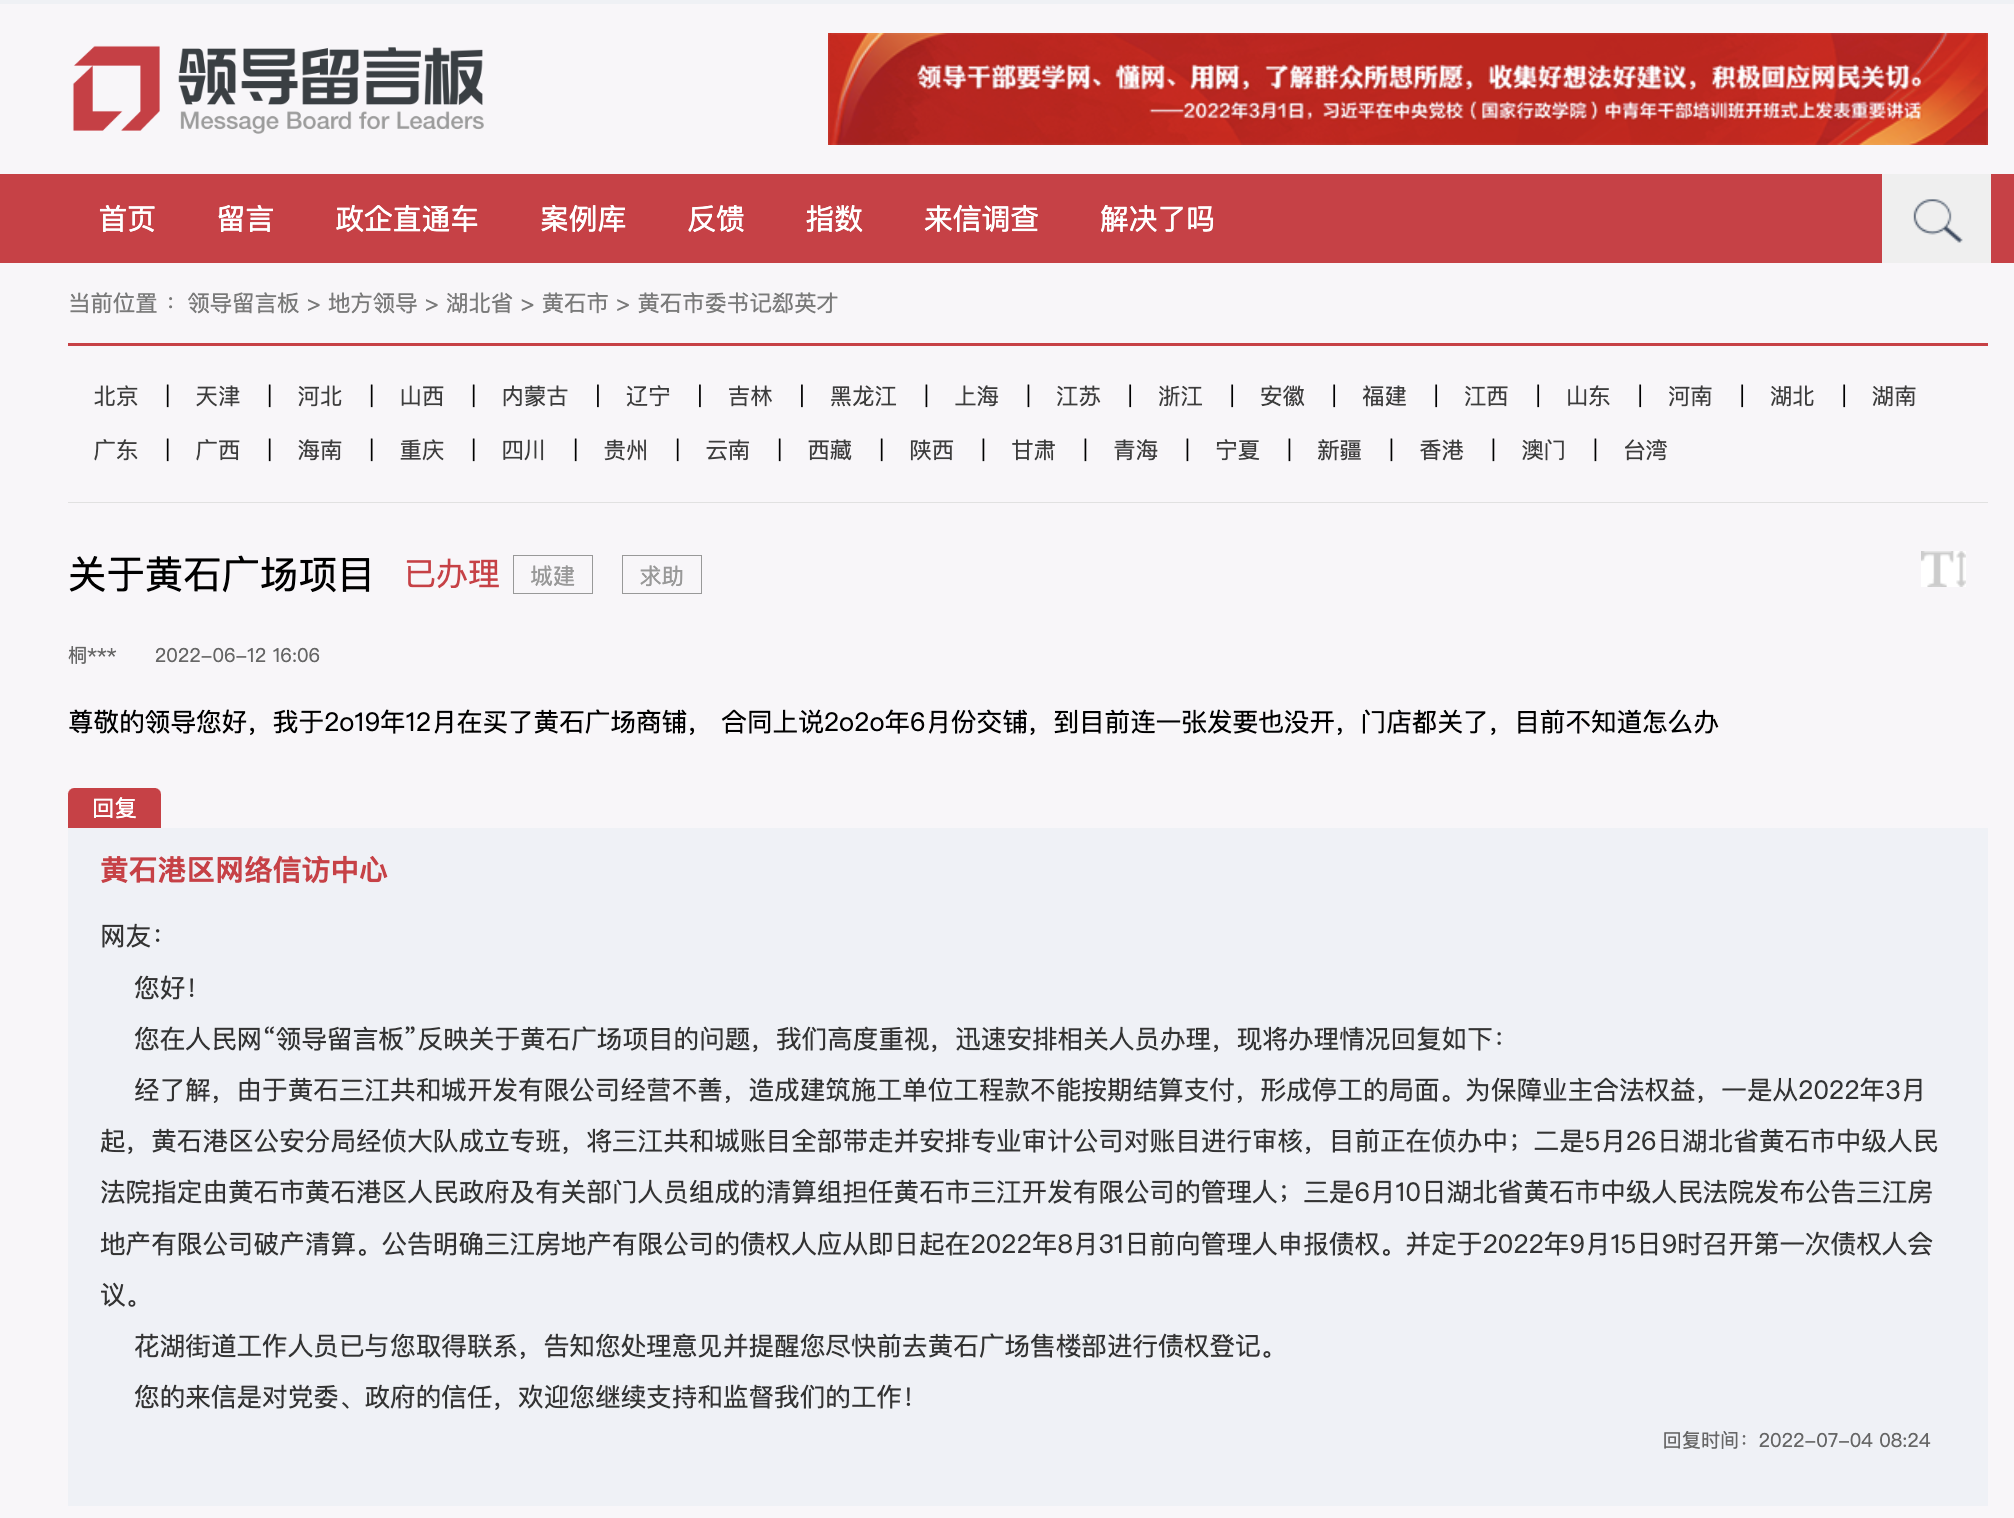 领导留言板
Message Board for Leaders
领导干部要学网、懂网、用网，了解群众所思所愿，收集好想法好建议，积极回应网民关切。
——2022年3月1日，习近平在中央党校（国家行政学院）中青年干部培训班开班式上发表重要讲话
首页 留言 政企直通车 案例库 反馈 指数 来信调查 解决了吗
当前位置： 领导留言板 > 地方领导 > 湖北省 > 黄石市 > 黄石市委书记郄英才
北京 | 天津 | 河北 | 山西 | 内蒙古 | 辽宁 | 吉林 | 黑龙江 | 上海 | 江苏 | 浙江 | 安徽 | 福建 | 江西 | 山东 | 河南 | 湖北 | 湖南
广东 | 广西 | 海南 | 重庆 | 四川 | 贵州 | 云南 | 西藏 | 陕西 | 甘肃 | 青海 | 宁夏 | 新疆 | 香港 | 澳门 | 台湾
关于黄石广场项目 已办理 城建 求助
T
桐*** 2022-06-12 16:06
尊敬的领导您好，我于2o19年12月在买了黄石广场商铺， 合同上说2o2o年6月份交铺，到目前连一张发要也没开，门店都关了，目前不知道怎么办
回复
黄石港区网络信访中心
网友：
您好！
您在人民网“领导留言板”反映关于黄石广场项目的问题，我们高度重视，迅速安排相关人员办理，现将办理情况回复如下：
经了解，由于黄石三江共和城开发有限公司经营不善，造成建筑施工单位工程款不能按期结算支付，形成停工的局面。为保障业主合法权益，一是从2022年3月
起，黄石港区公安分局经侦大队成立专班，将三江共和城账目全部带走并安排专业审计公司对账目进行审核，目前正在侦办中；二是5月26日湖北省黄石市中级人民
法院指定由黄石市黄石港区人民政府及有关部门人员组成的清算组担任黄石市三江开发有限公司的管理人；三是6月10日湖北省黄石市中级人民法院发布公告三江房
地产有限公司破产清算。公告明确三江房地产有限公司的债权人应从即日起在2022年8月31日前向管理人申报债权。并定于2022年9月15日9时召开第一次债权人会
议。
花湖街道工作人员已与您取得联系，告知您处理意见并提醒您尽快前去黄石广场售楼部进行债权登记。
您的来信是对党委、政府的信任，欢迎您继续支持和监督我们的工作！
回复时间：2022-07-04 08:24